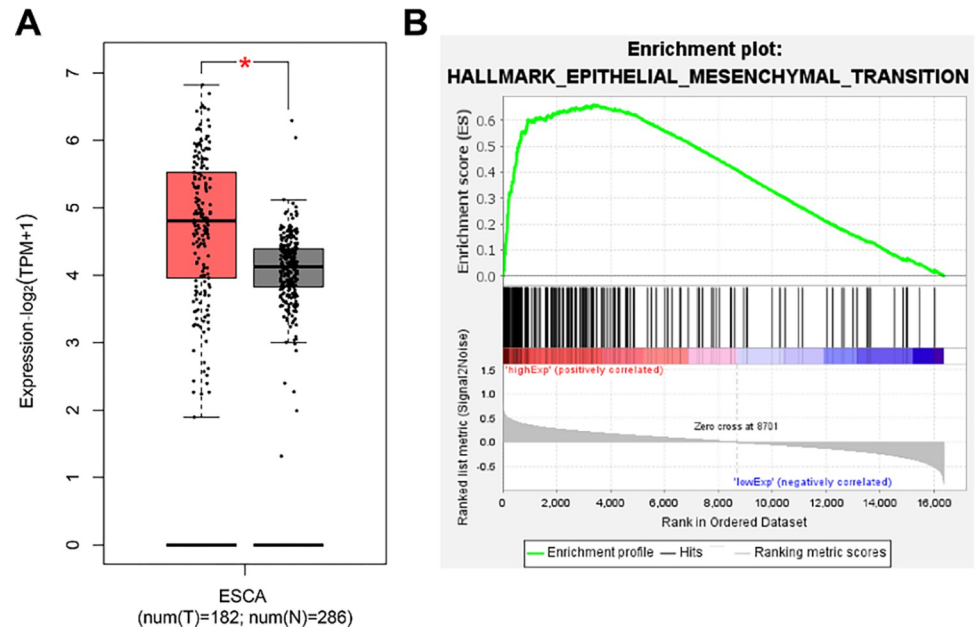 A
Expression-log₂(TPM+1)
7
6
5
4
3
2
1
0
*
ESCA
(num(T)=182; num(N)=286)
B
Enrichment plot:
HALLMARK_EPITHELIAL_MESENCHYMAL_TRANSITION
Enrichment score (ES)
0.6
0.5
0.4
0.3
0.2
0.1
0.0
Ranked list metric (Signal2Noise)
1.5
1.0
0.5
0.0
-0.5
'highExp' (positively correlated)
Zero cross at 8701
'lowExp' (negatively correlated)
0 2,000 4,000 6,000 8,000 10,000 12,000 14,000 16,000
Rank in Ordered Dataset
Enrichment profile Hits Ranking metric scores